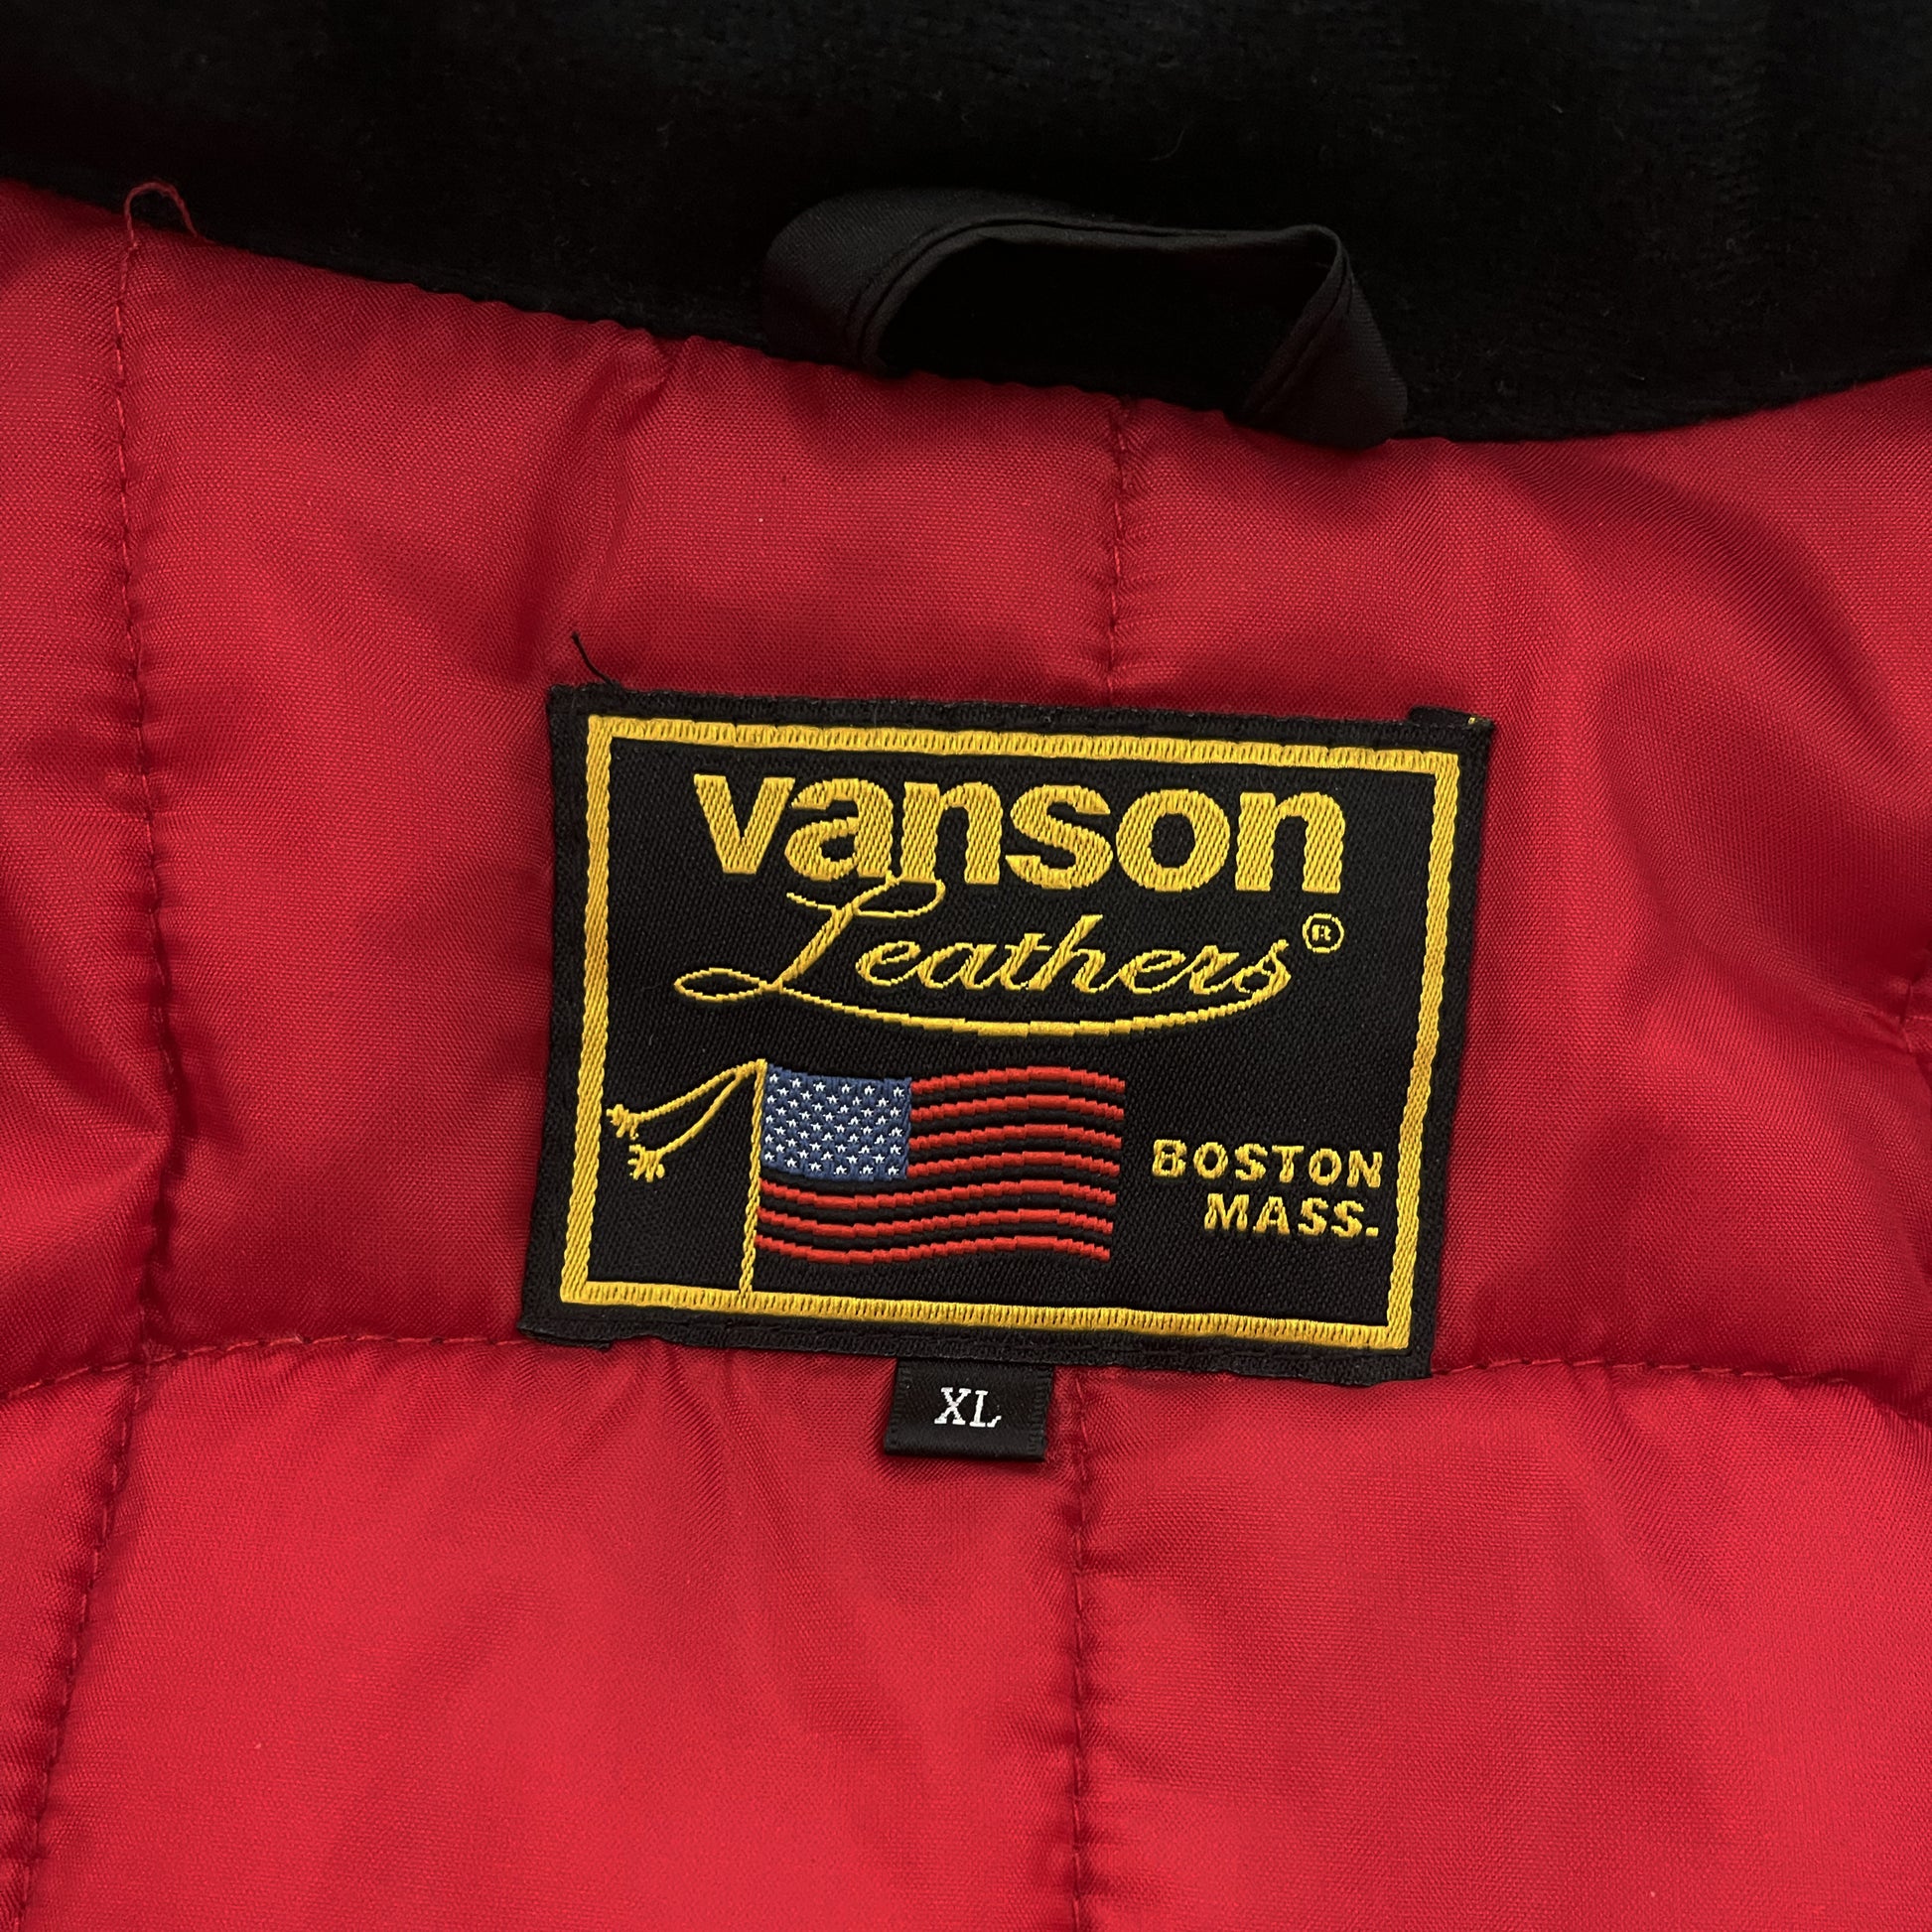 vanson
Leathers®
BOSTON
MASS.
XL